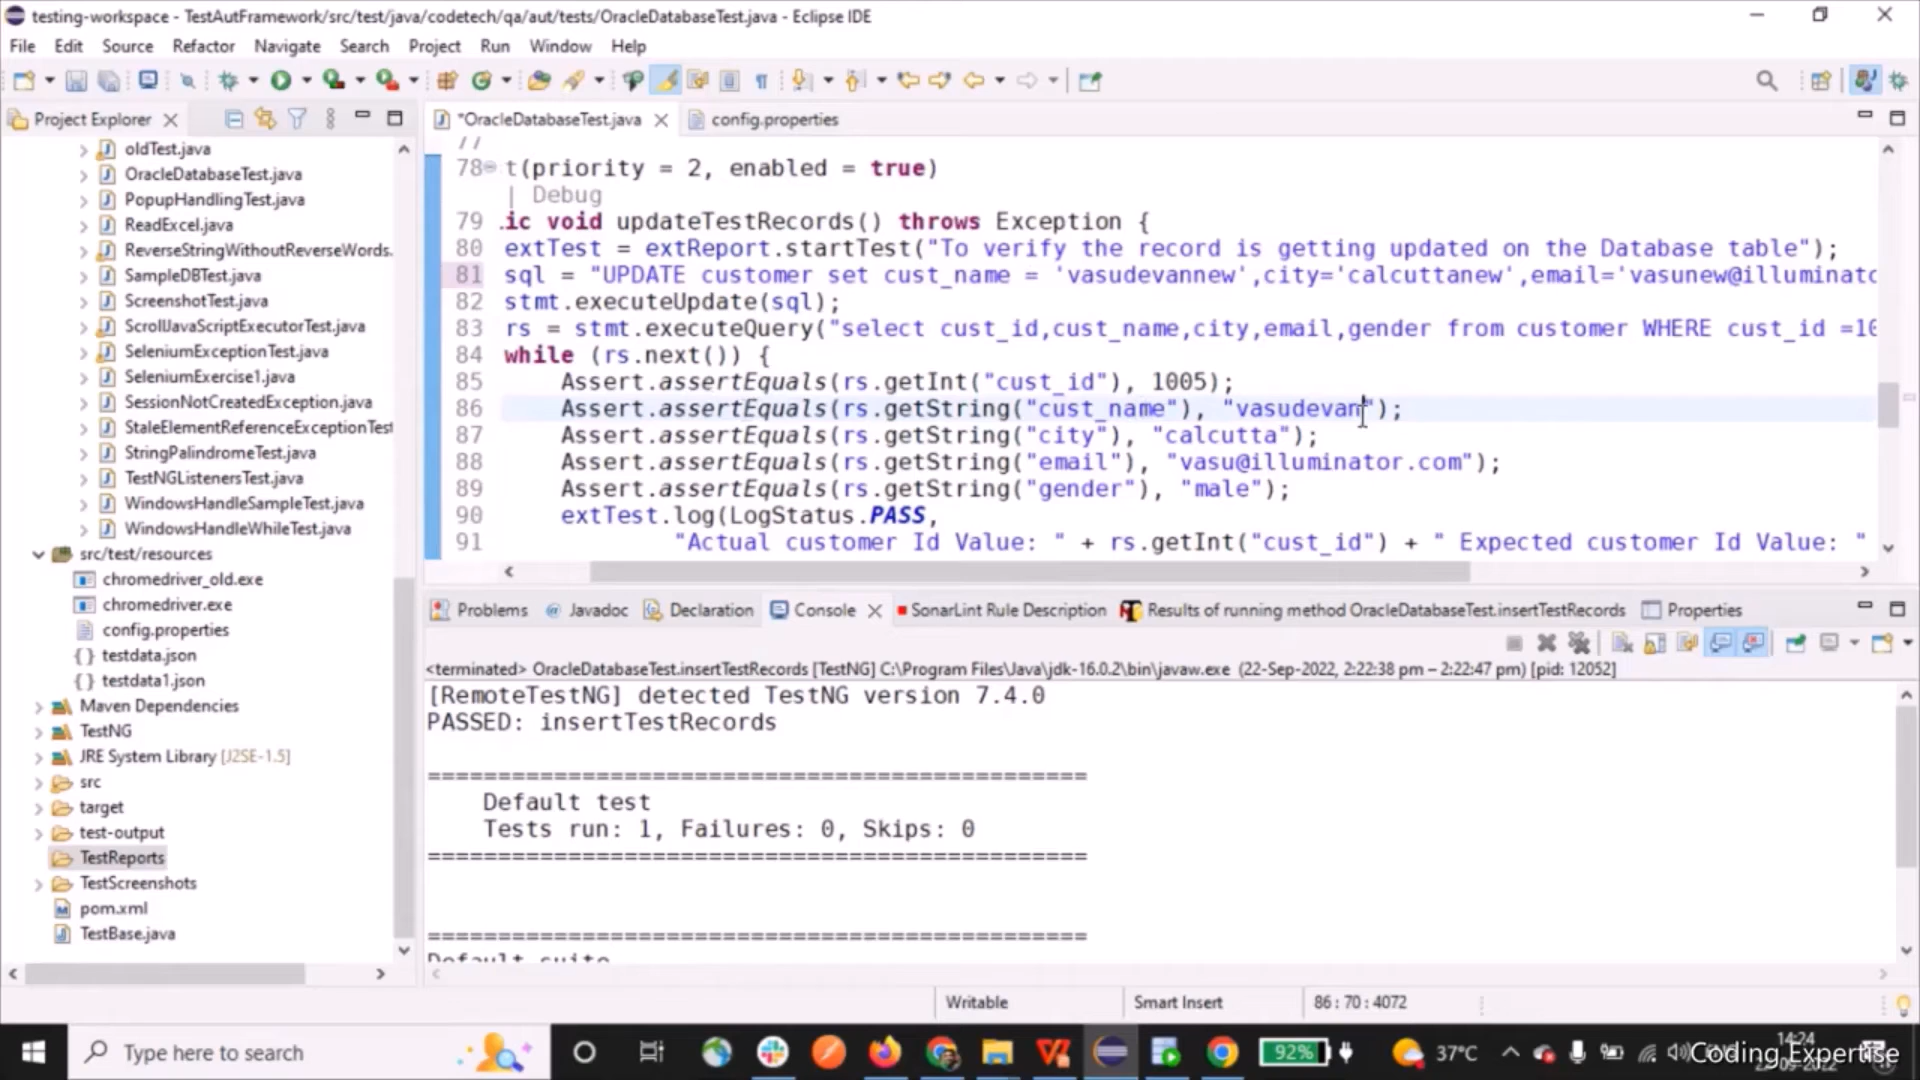 testing-workspace - TestAutFramework/src/test/java/codetech/qa/aut/tests/OracleDatabaseTest.java - Eclipse IDE
File Edit Source Refactor Navigate Search Project Run Window Help
Project Explorer
oldTest.java
OracleDatabaseTest.java
PopupHandlingTest.java
ReadExcel.java
ReverseStringWithoutReverseWords.
SampleDBTest.java
ScreenshotTest.java
ScrollJavaScriptExecutorTest.java
SeleniumExceptionTest.java
SeleniumExercise1.java
SessionNotCreatedException.java
StaleElementReferenceExceptionTest
StringPalindromeTest.java
TestNGListenersTest.java
WindowsHandleSampleTest.java
WindowsHandleWhileTest.java
src/test/resources
chromedriver_old.exe
chromedriver.exe
config.properties
testdata.json
testdata1.json
Maven Dependencies
TestNG
JRE System Library [J2SE-1.5]
src
target
test-output
TestReports
TestScreenshots
pom.xml
TestBase.java
*OracleDatabaseTest.java
config.properties
77
78 t(priority = 2, enabled = true)
| Debug
79 ic void updateTestRecords() throws Exception {
80 extTest = extReport.startTest("To verify the record is getting updated on the Database table");
81 sql = "UPDATE customer set cust_name = 'vasudevannew',city='calcuttanew',email='vasunew@illuminato
82 stmt.executeUpdate(sql);
83 rs = stmt.executeQuery("select cust_id,cust_name,city,email,gender from customer WHERE cust_id =10
84 while (rs.next()) {
85 Assert.assertEquals(rs.getInt("cust_id"), 1005);
86 Assert.assertEquals(rs.getString("cust_name"), "vasudevan");
87 Assert.assertEquals(rs.getString("city"), "calcutta");
88 Assert.assertEquals(rs.getString("email"), "vasu@illuminator.com");
89 Assert.assertEquals(rs.getString("gender"), "male");
90 extTest.log(LogStatus.PASS,
91 "Actual customer Id Value: " + rs.getInt("cust_id") + " Expected customer Id Value: "
Problems Javadoc Declaration Console SonarLint Rule Description Results of running method OracleDatabaseTest.insertTestRecords Properties
<terminated> OracleDatabaseTest.insertTestRecords [TestNG] C:\Program Files\Java\jdk-16.0.2\bin\javaw.exe (22-Sep-2022, 2:22:38 pm – 2:22:47 pm) [pid: 12052]
[RemoteTestNG] detected TestNG version 7.4.0
PASSED: insertTestRecords
===============================================
Default test
Tests run: 1, Failures: 0, Skips: 0
===============================================
===============================================
Default suite
Writable Smart Insert 86 : 70 : 4072
Type here to search
92%
37°C
14:24
Coding Expertise